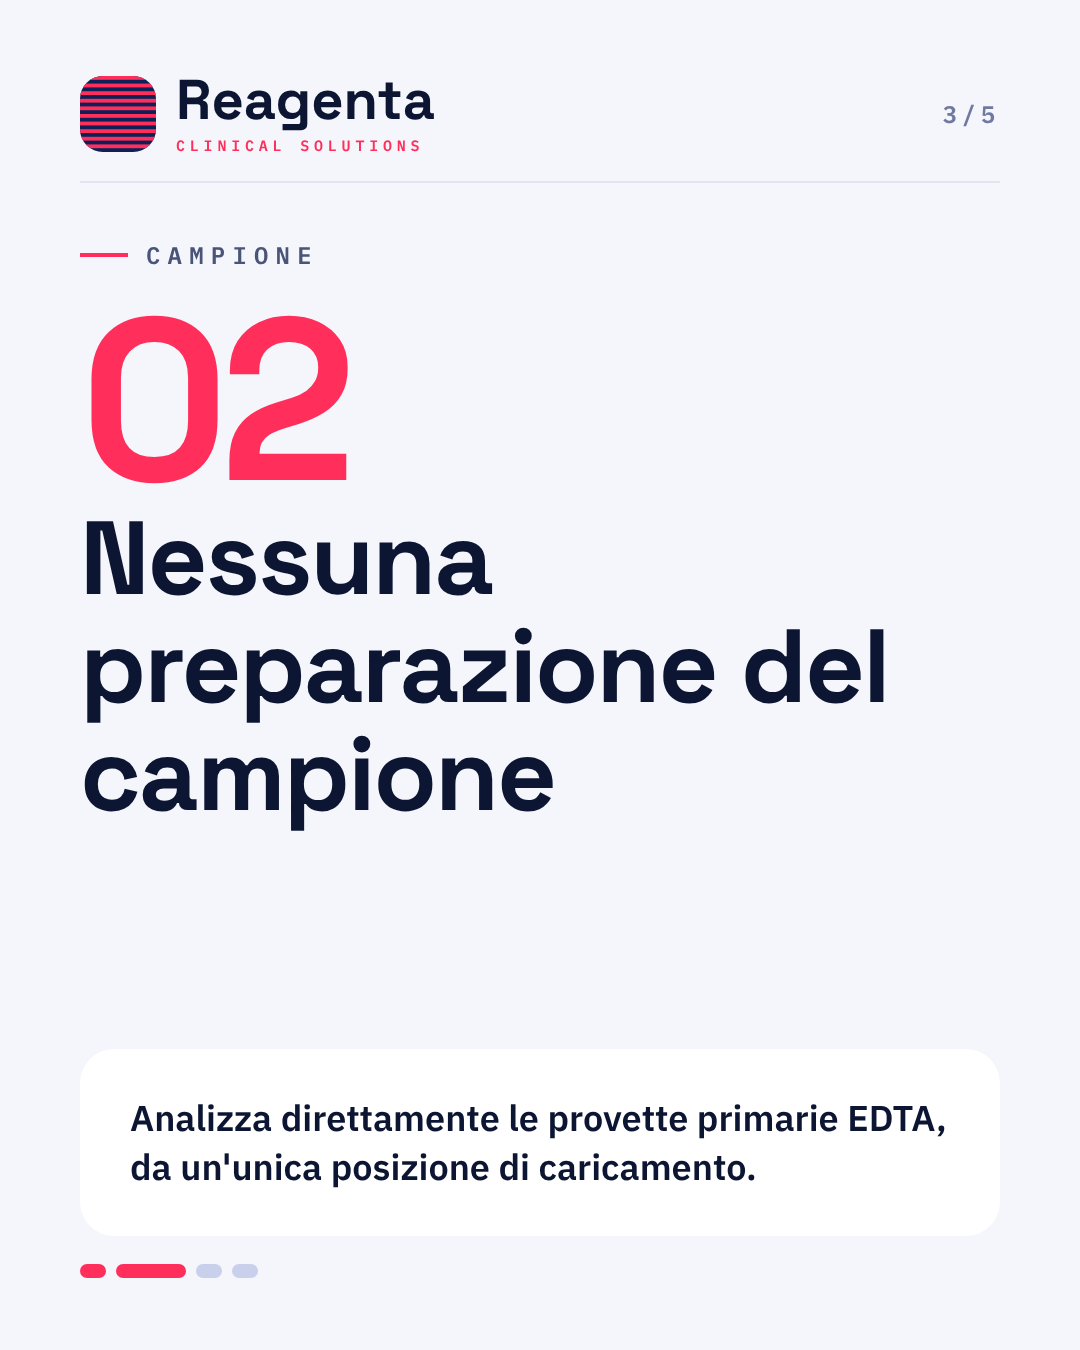 Reagenta
CLINICAL SOLUTIONS
3/5
CAMPIONE
02
Nessuna
preparazione del
campione
Analizza direttamente le provette primarie EDTA,
da un'unica posizione di caricamento.